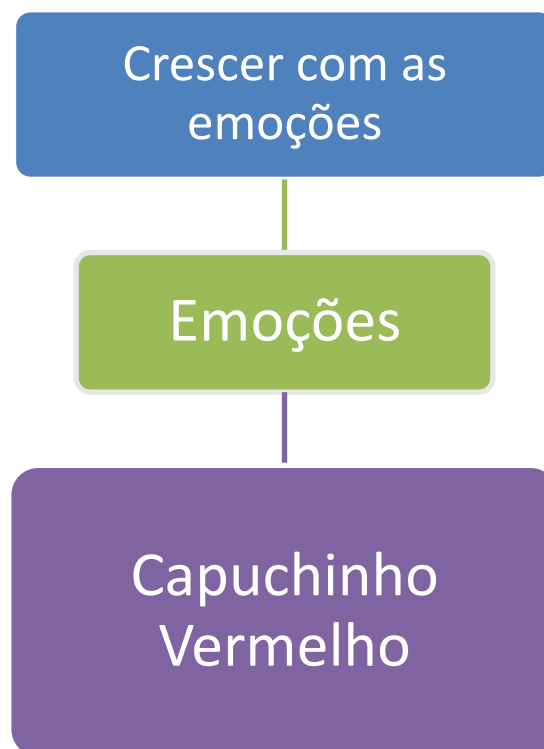 Crescer com as
emoções
Emoções
Capuchinho
Vermelho